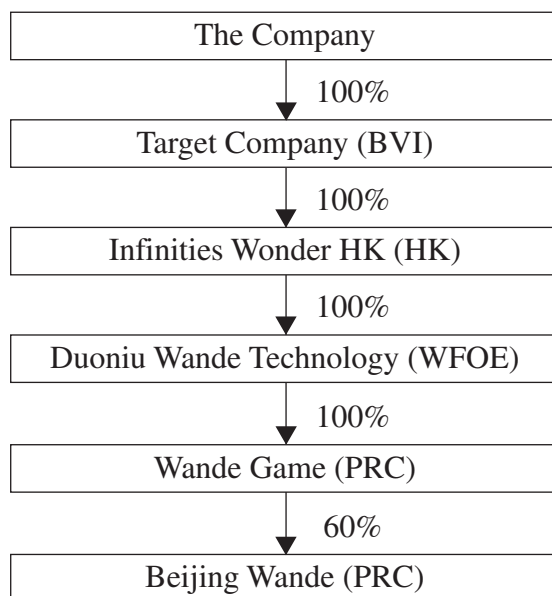 The Company
100%
Target Company (BVI)
100%
Infinities Wonder HK (HK)
100%
Duoniu Wande Technology (WFOE)
100%
Wande Game (PRC)
60%
Beijing Wande (PRC)